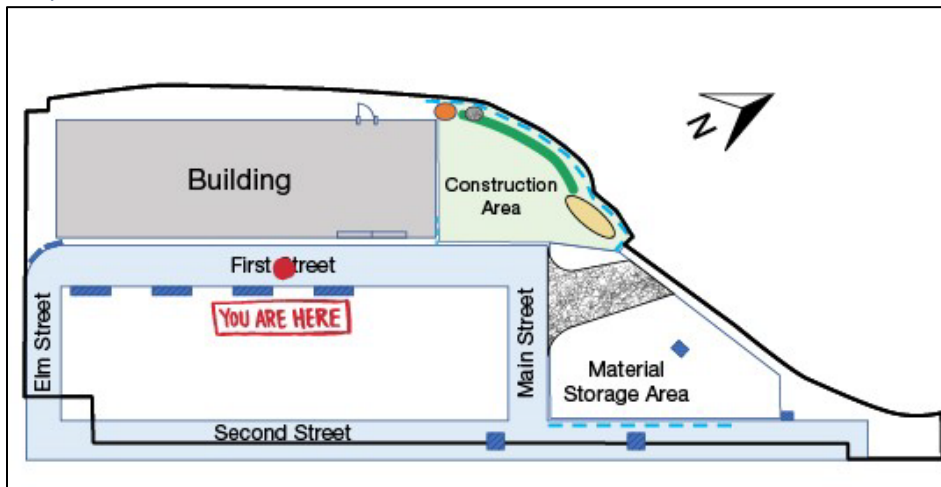 N
Building
Construction
Area
First Street
YOU ARE HERE
Elm Street
Main Street
Material
Storage Area
Second Street